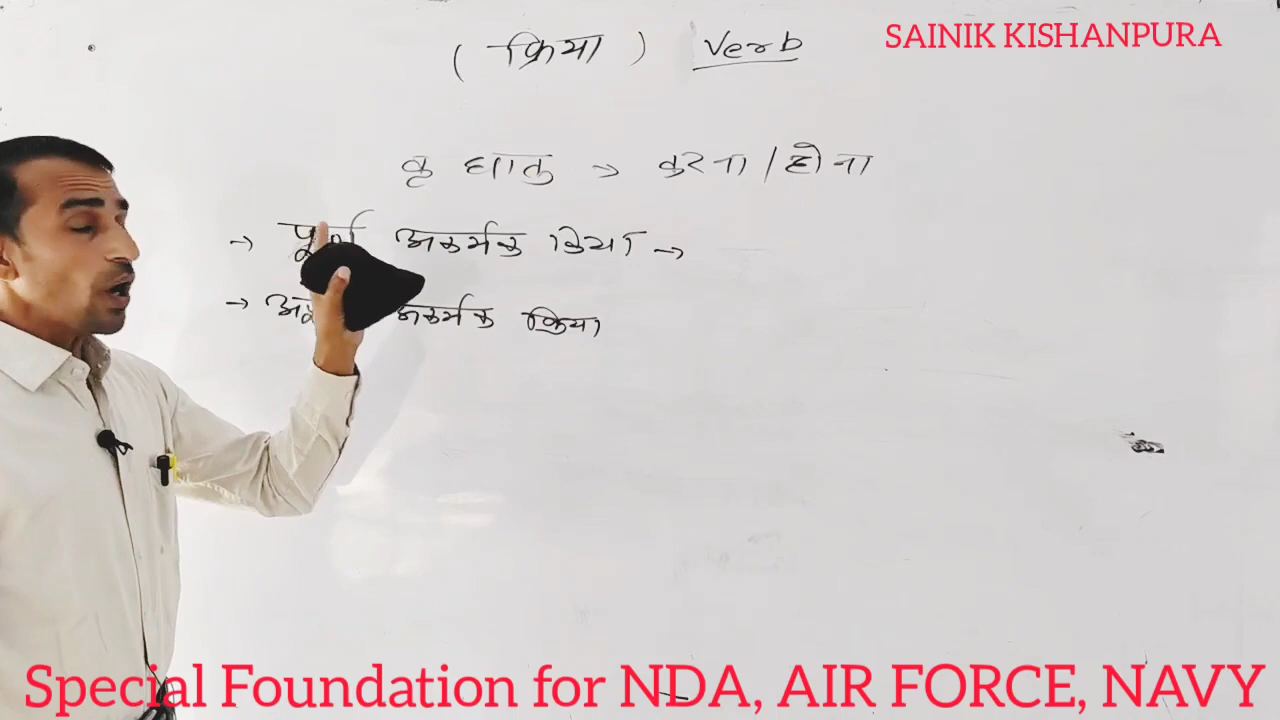 SAINIK KISHANPURA
( क्रिया ) Verb
कृ धातु → करना / होना
→ पूर्ण अकर्मक क्रिया →
→ अकर्मक क्रिया
Special Foundation for NDA, AIR FORCE, NAVY